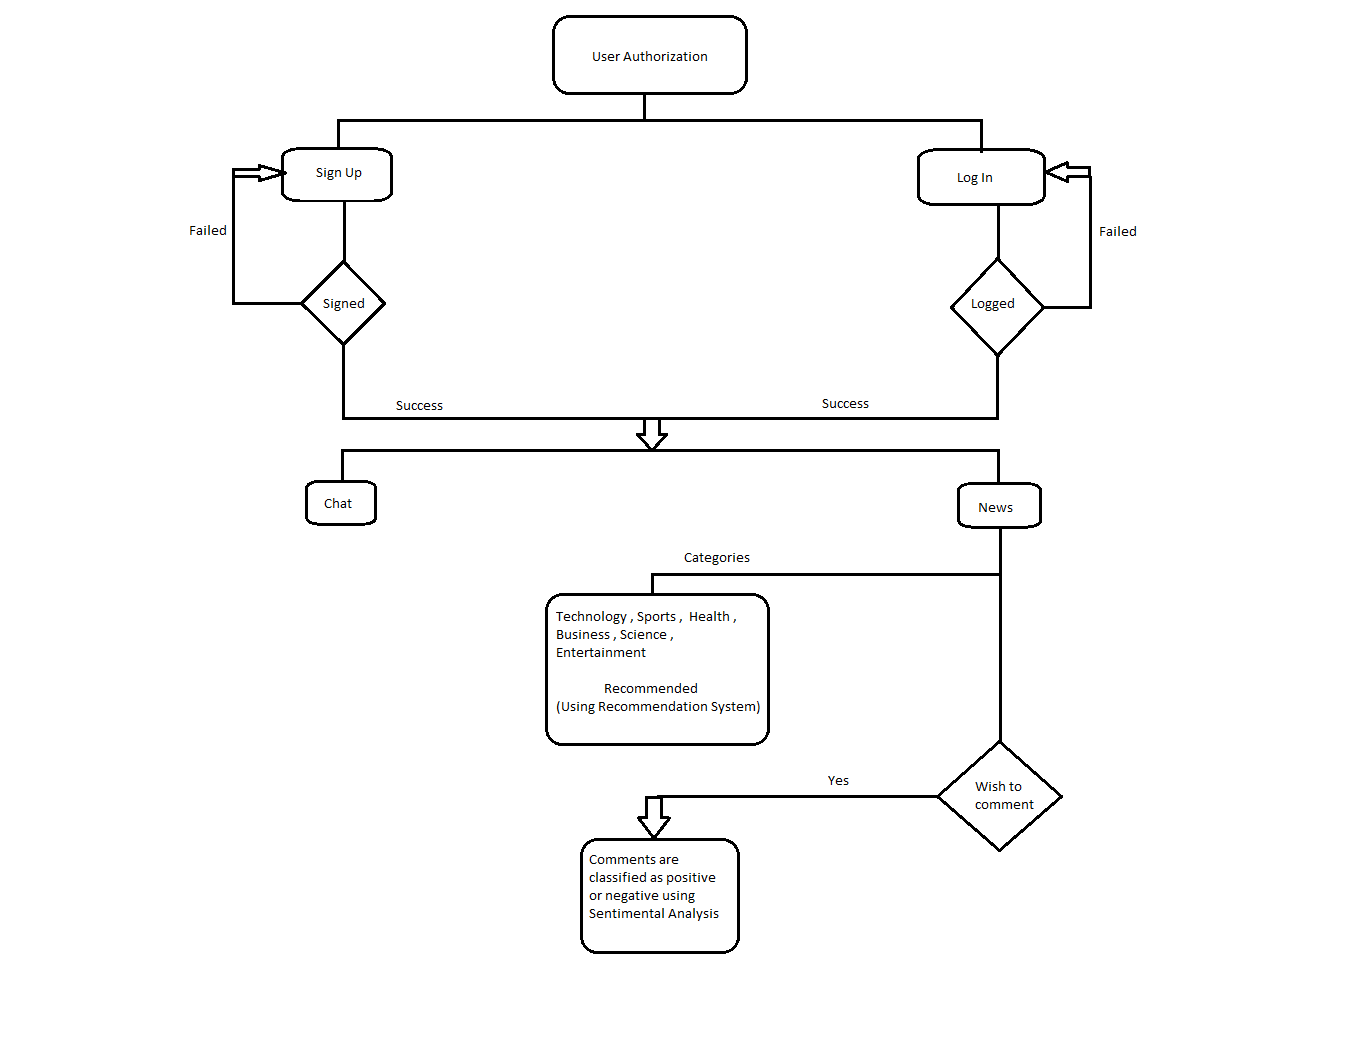 User Authorization
Sign Up
Log In
Failed
Failed
Signed
Logged
Success
Success
Chat
News
Categories
Technology , Sports ,  Health ,
Business , Science ,
Entertainment
Recommended
(Using Recommendation System)
Yes
Wish to
comment
Comments are
classified as positive
or negative using
Sentimental Analysis